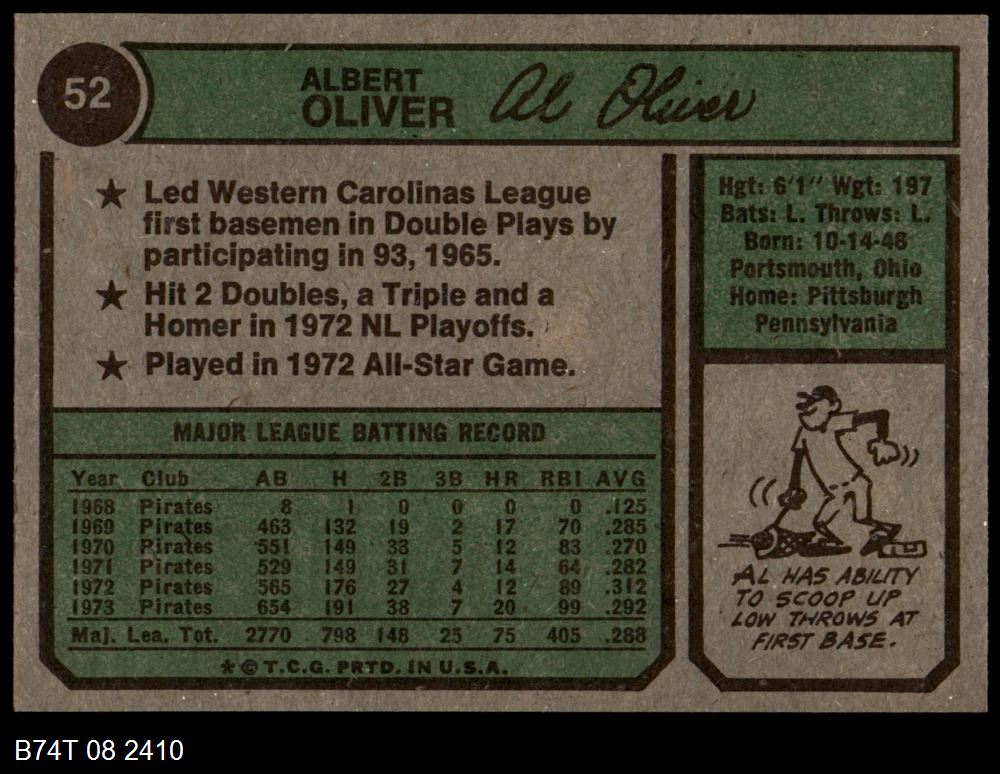 52
ALBERT
OLIVER
Al Oliver
★ Led Western Carolinas League
first basemen in Double Plays by
participating in 93, 1965.
★ Hit 2 Doubles, a Triple and a
Homer in 1972 NL Playoffs.
★ Played in 1972 All-Star Game.
Hgt: 6'1" Wgt: 197
Bats: L. Throws: L.
Born: 10-14-46
Portsmouth, Ohio
Home: Pittsburgh
Pennsylvania
MAJOR LEAGUE BATTING RECORD
Year Club AB H 2B 3B HR RBI AVG
1968 Pirates 8 1 0 0 0 0 .125
1969 Pirates 463 132 19 2 17 70 .285
1970 Pirates 551 149 33 5 12 83 .270
1971 Pirates 529 149 31 7 14 64 .282
1972 Pirates 565 176 27 4 12 89 .312
1973 Pirates 654 191 38 7 20 99 .292
Maj. Lea. Tot. 2770 798 148 25 75 405 .288
★ © T.C.G. PRTD. IN U.S.A.
AL HAS ABILITY
TO SCOOP UP
LOW THROWS AT
FIRST BASE.
B74T 08 2410